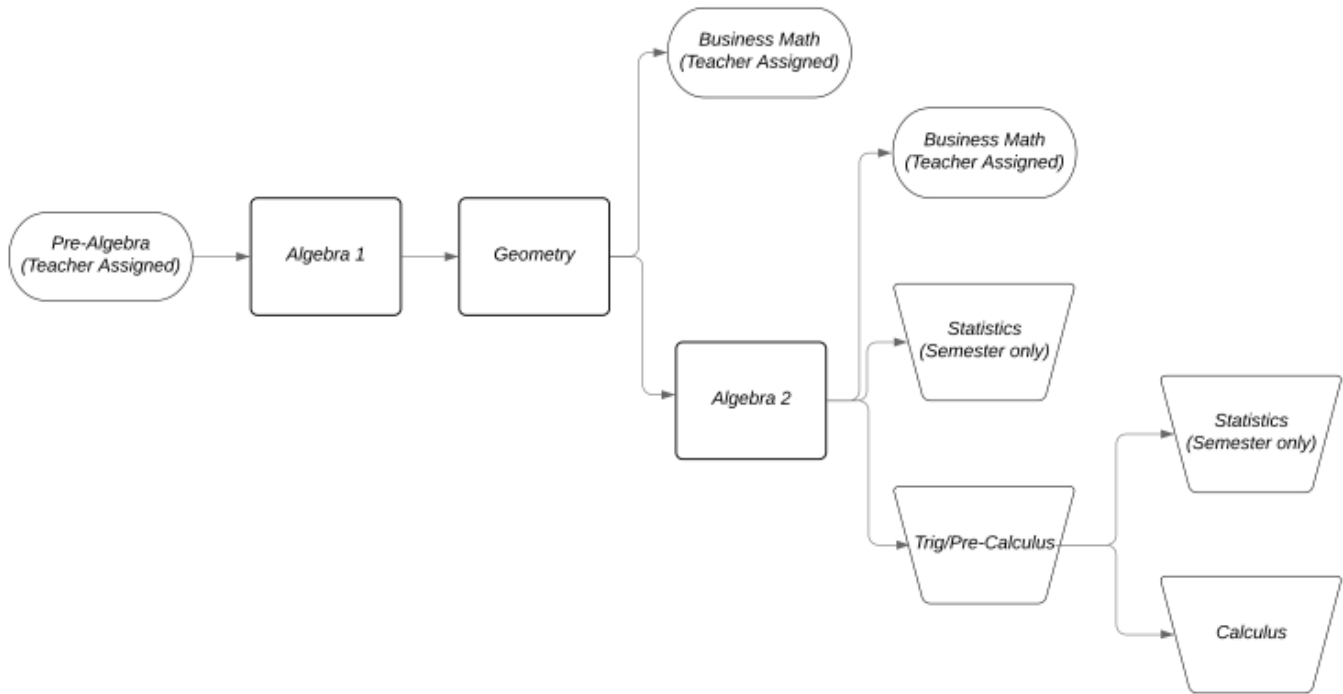 Business Math
(Teacher Assigned)
Business Math
(Teacher Assigned)
Pre-Algebra
(Teacher Assigned)
Algebra 1
Geometry
Statistics
(Semester only)
Algebra 2
Statistics
(Semester only)
Trig/Pre-Calculus
Calculus